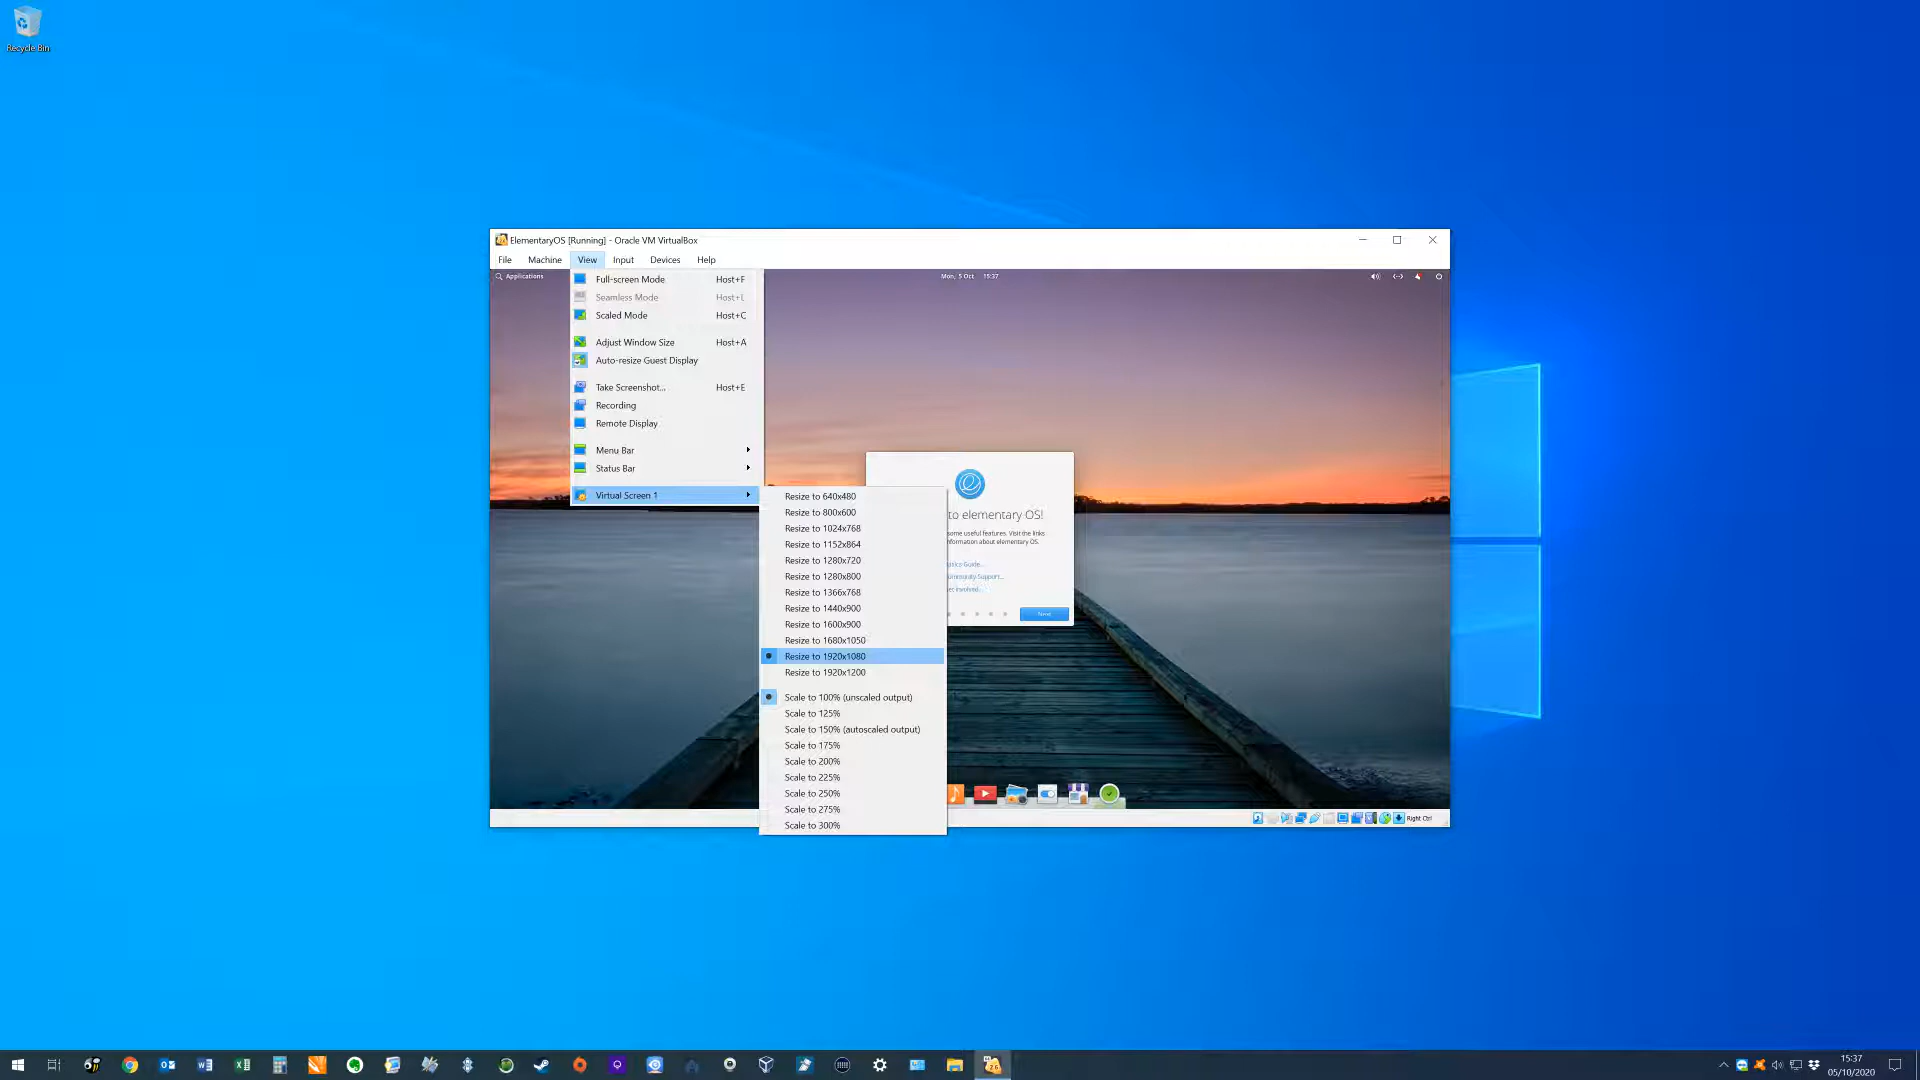 Recycle Bin
ElementaryOS [Running] - Oracle VM VirtualBox
File Machine View Input Devices Help
Applications
Mon, 5 Oct 15:37
Full-screen Mode Host+F
Seamless Mode Host+L
Scaled Mode Host+C
Adjust Window Size Host+A
Auto-resize Guest Display
Take Screenshot... Host+E
Recording
Remote Display
Menu Bar
Status Bar
Virtual Screen 1
Resize to 640x480
Resize to 800x600
Resize to 1024x768
Resize to 1152x864
Resize to 1280x720
Resize to 1280x800
Resize to 1366x768
Resize to 1440x900
Resize to 1600x900
Resize to 1680x1050
Resize to 1920x1080
Resize to 1920x1200
Scale to 100% (unscaled output)
Scale to 125%
Scale to 150% (autoscaled output)
Scale to 175%
Scale to 200%
Scale to 225%
Scale to 250%
Scale to 275%
Scale to 300%
to elementary OS!
some useful features. Visit the links
information about elementary OS.
Guide...
Community Support...
Involved...
Next
Right Ctrl
15:37
05/10/2020